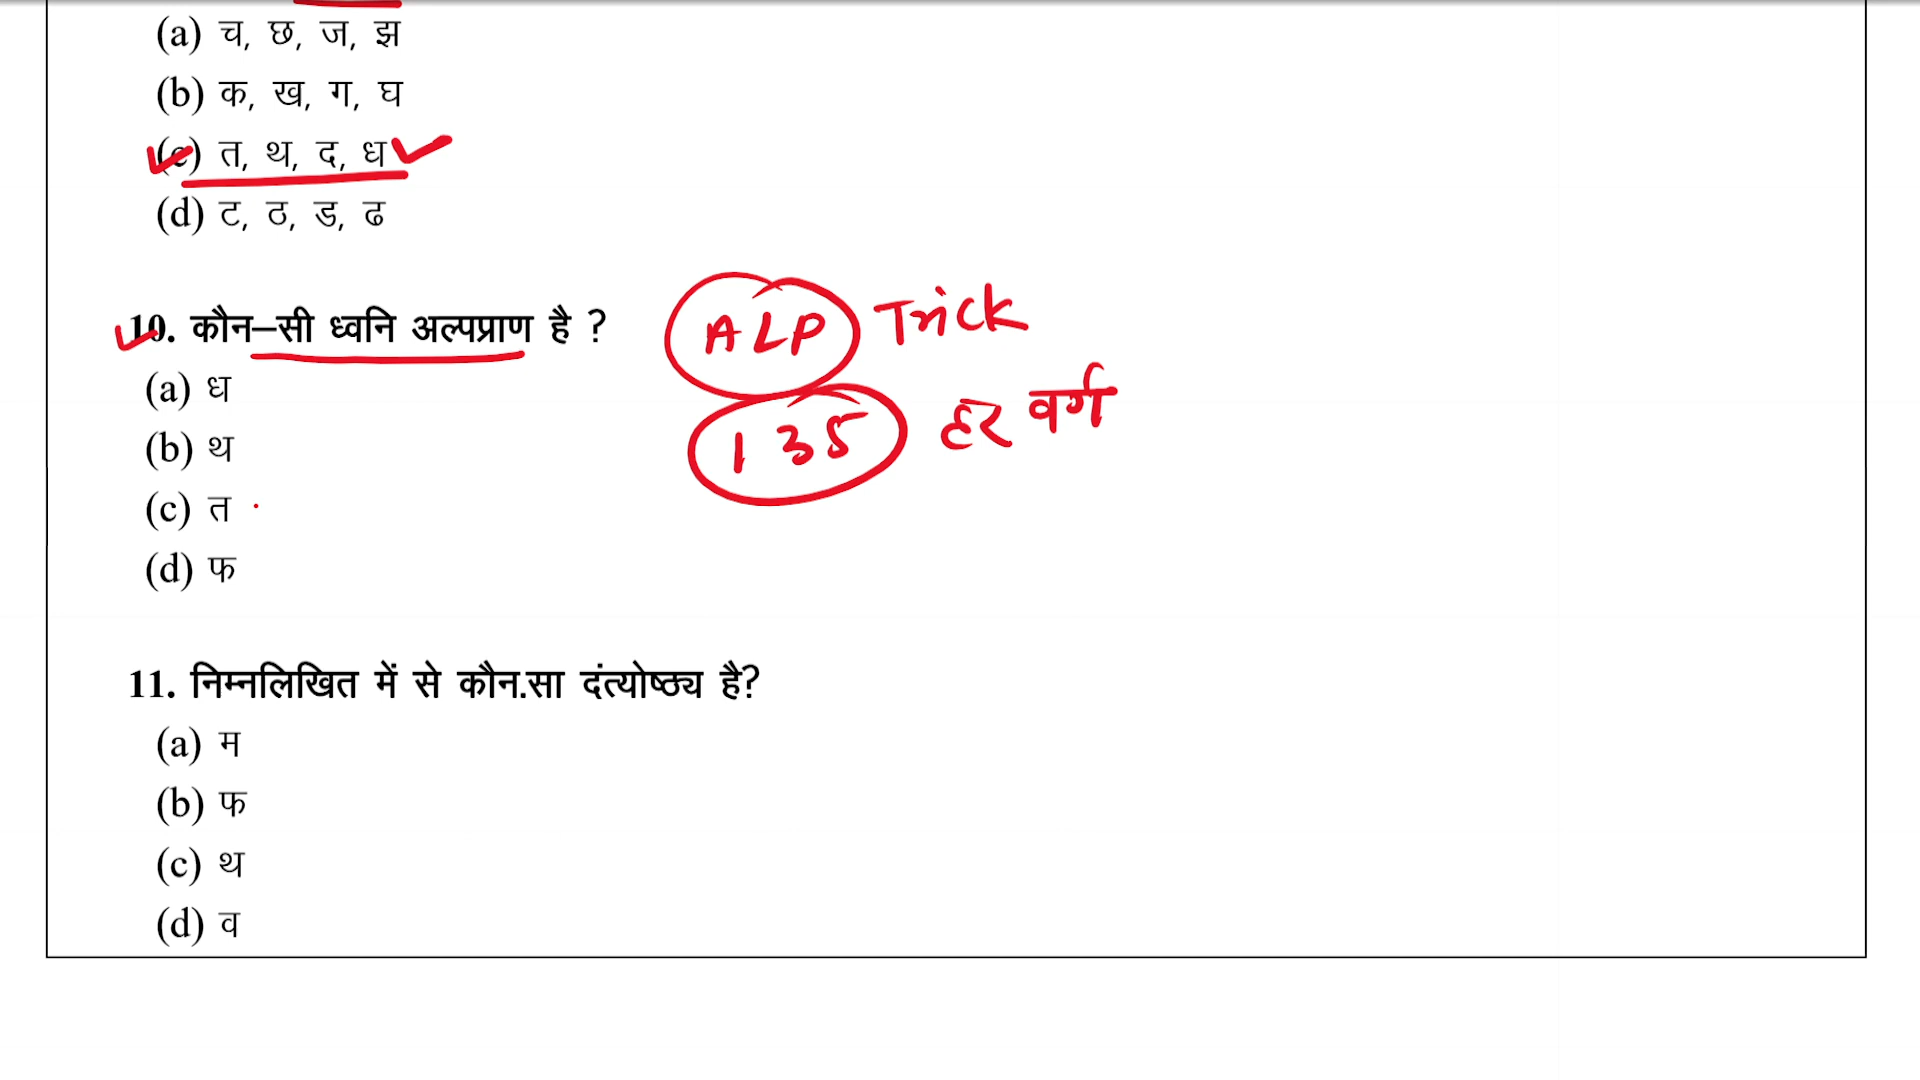 (a) च, छ, ज, झ
(b) क, ख, ग, घ
(c) त, थ, द, ध
(d) ट, ठ, ड, ढ
10. कौन–सी ध्वनि अल्पप्राण है ?
ALP Trick
(a) ध
135 हर वर्ग
(b) थ
(c) त
(d) फ
11. निम्नलिखित में से कौन.सा दंत्योष्ठ्य है?
(a) म
(b) फ
(c) थ
(d) व